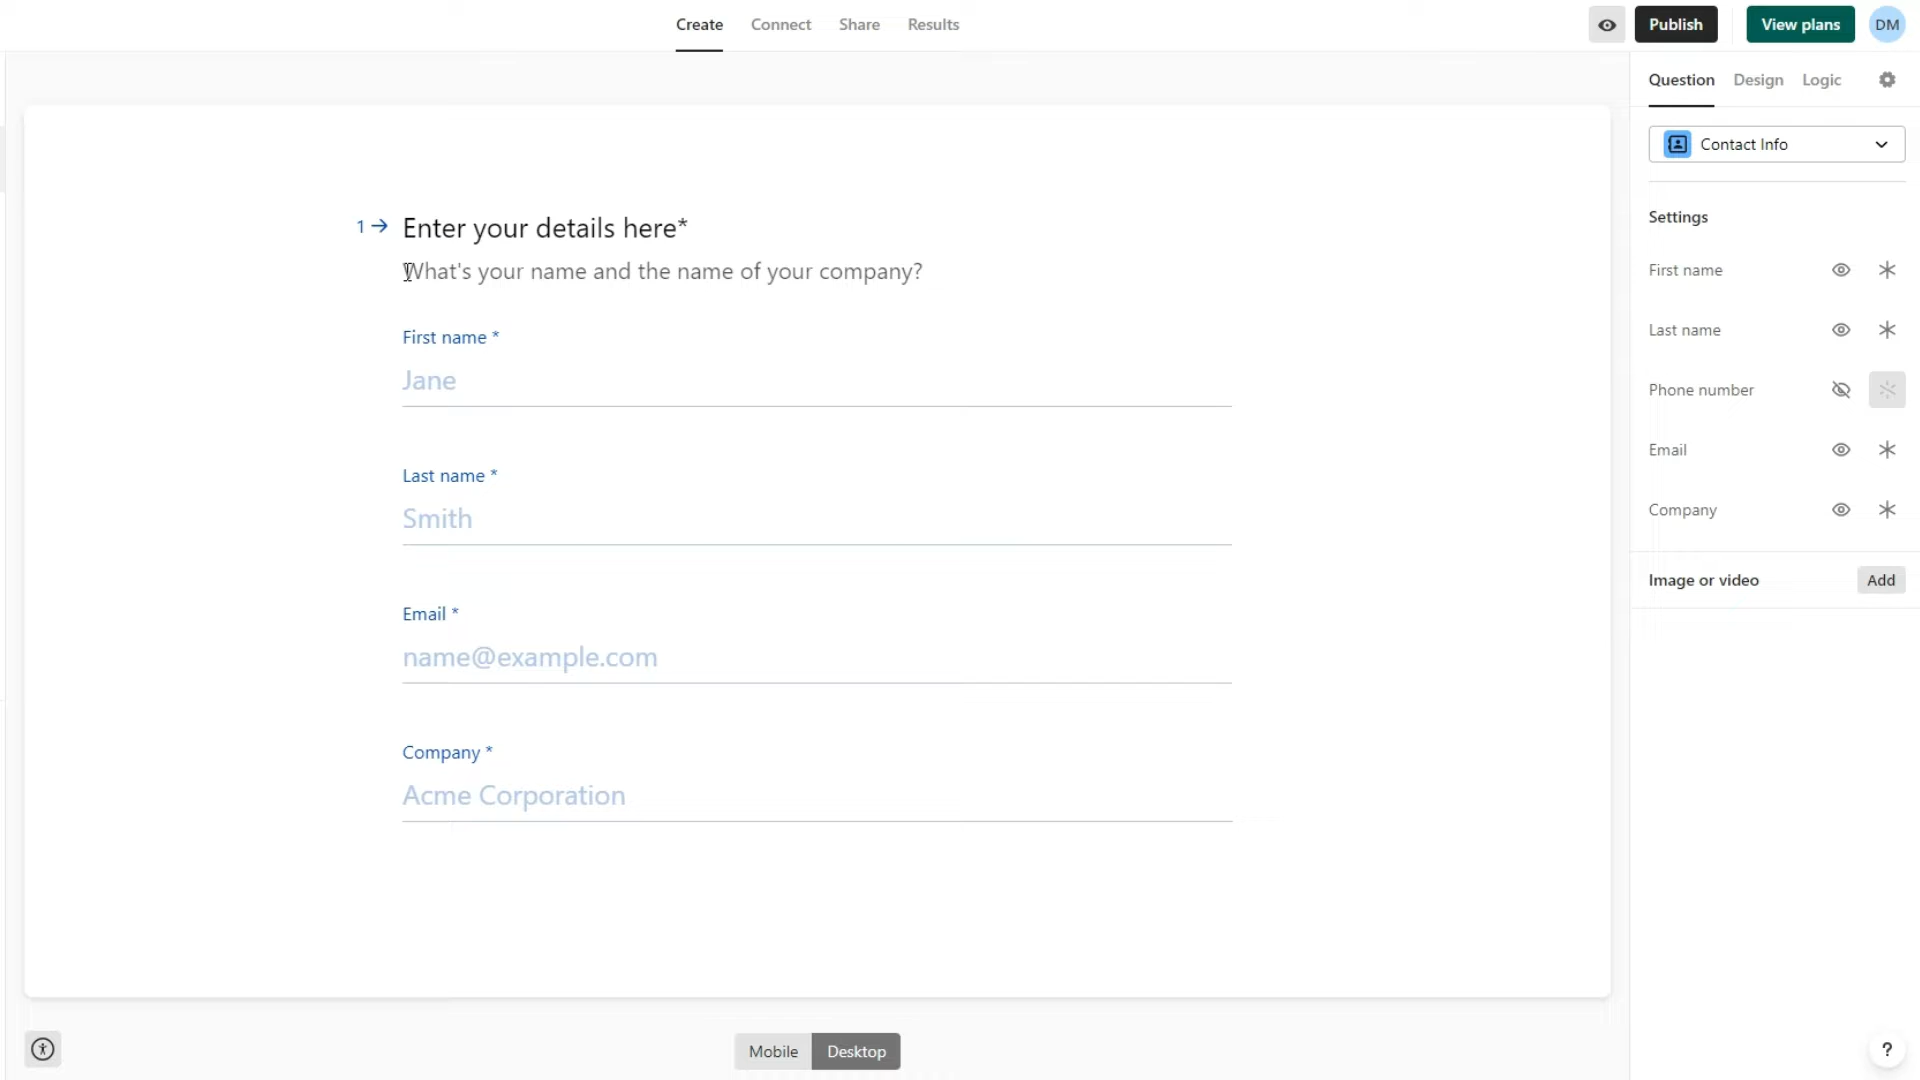 Create Connect Share Results Publish View plans DM
Question Design Logic
Contact Info
Settings
First name
Last name
Phone number
Email
Company
Image or video Add
1 → Enter your details here*
What's your name and the name of your company?
First name *
Jane
Last name *
Smith
Email *
name@example.com
Company *
Acme Corporation
Mobile Desktop
?